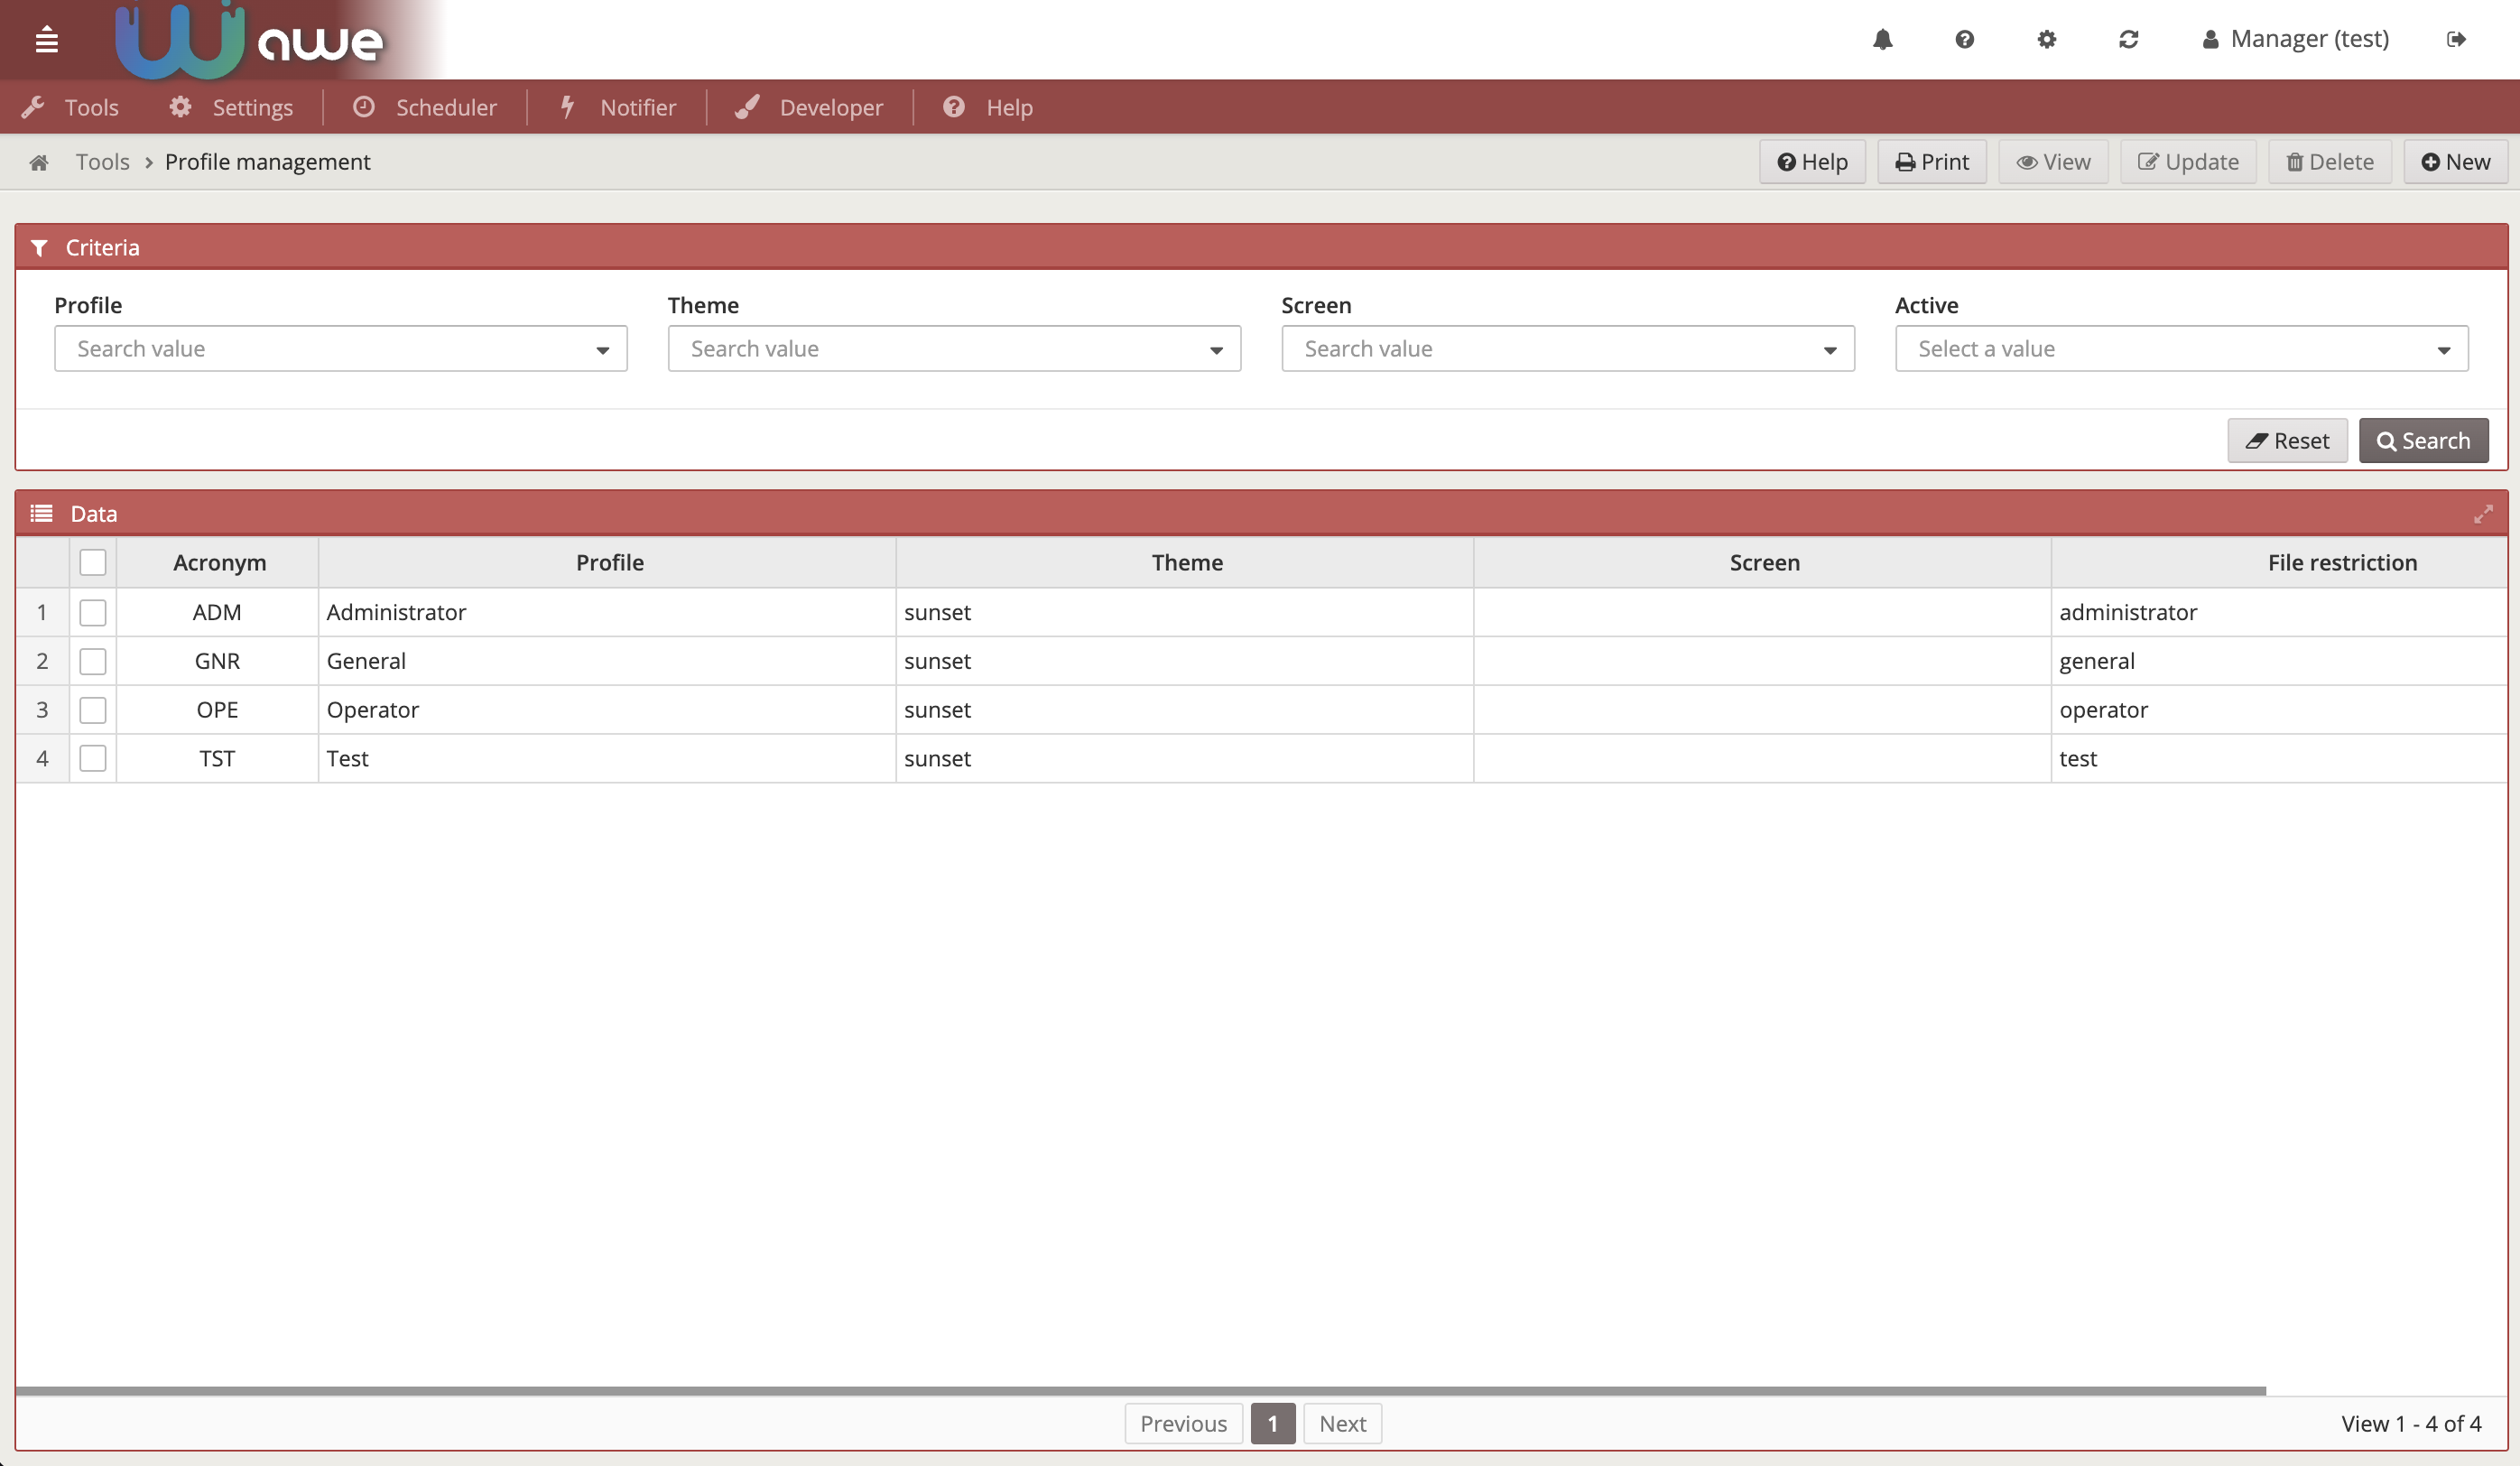 awe Manager (test)
Tools Settings Scheduler Notifier Developer Help
Tools Profile management Help Print View Update Delete New
Criteria
Profile Theme Screen Active
Search value Search value Search value Select a value
Reset Search
Data
Acronym Profile Theme Screen File restriction
1 ADM Administrator sunset administrator
2 GNR General sunset general
3 OPE Operator sunset operator
4 TST Test sunset test
Previous 1 Next View 1 - 4 of 4